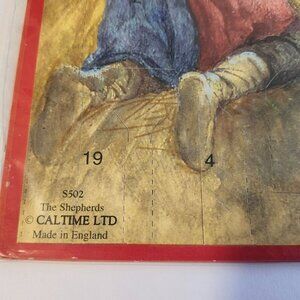 19 4
S502
The Shepherds
© CALTIME LTD
Made in England